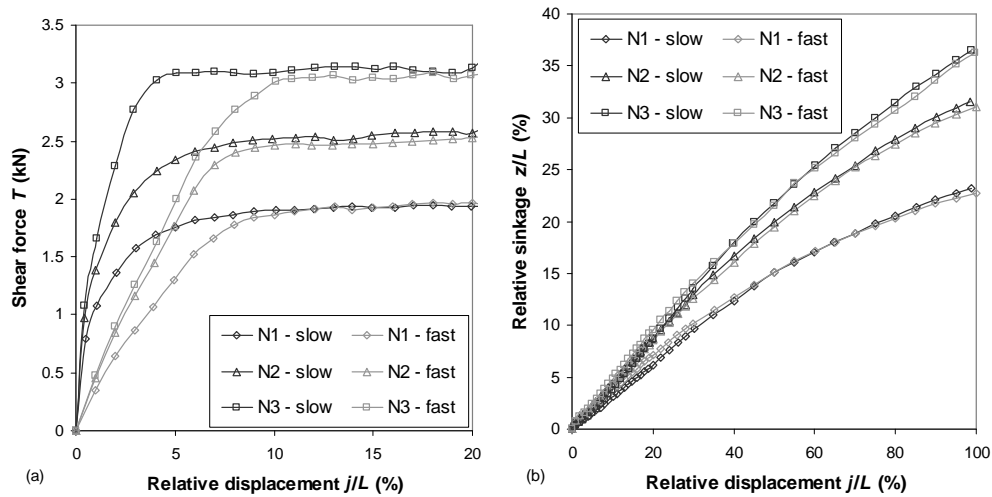 3.5
3
2.5
2
1.5
1
0.5
0
Shear force T (kN)
0 5 10 15 20
Relative displacement j/L (%)
N1 - slow N1 - fast
N2 - slow N2 - fast
N3 - slow N3 - fast
(a)
40
35
30
25
20
15
10
5
0
Relative sinkage z/L (%)
N1 - slow N1 - fast
N2 - slow N2 - fast
N3 - slow N3 - fast
0 20 40 60 80 100
Relative displacement j/L (%)
(b)